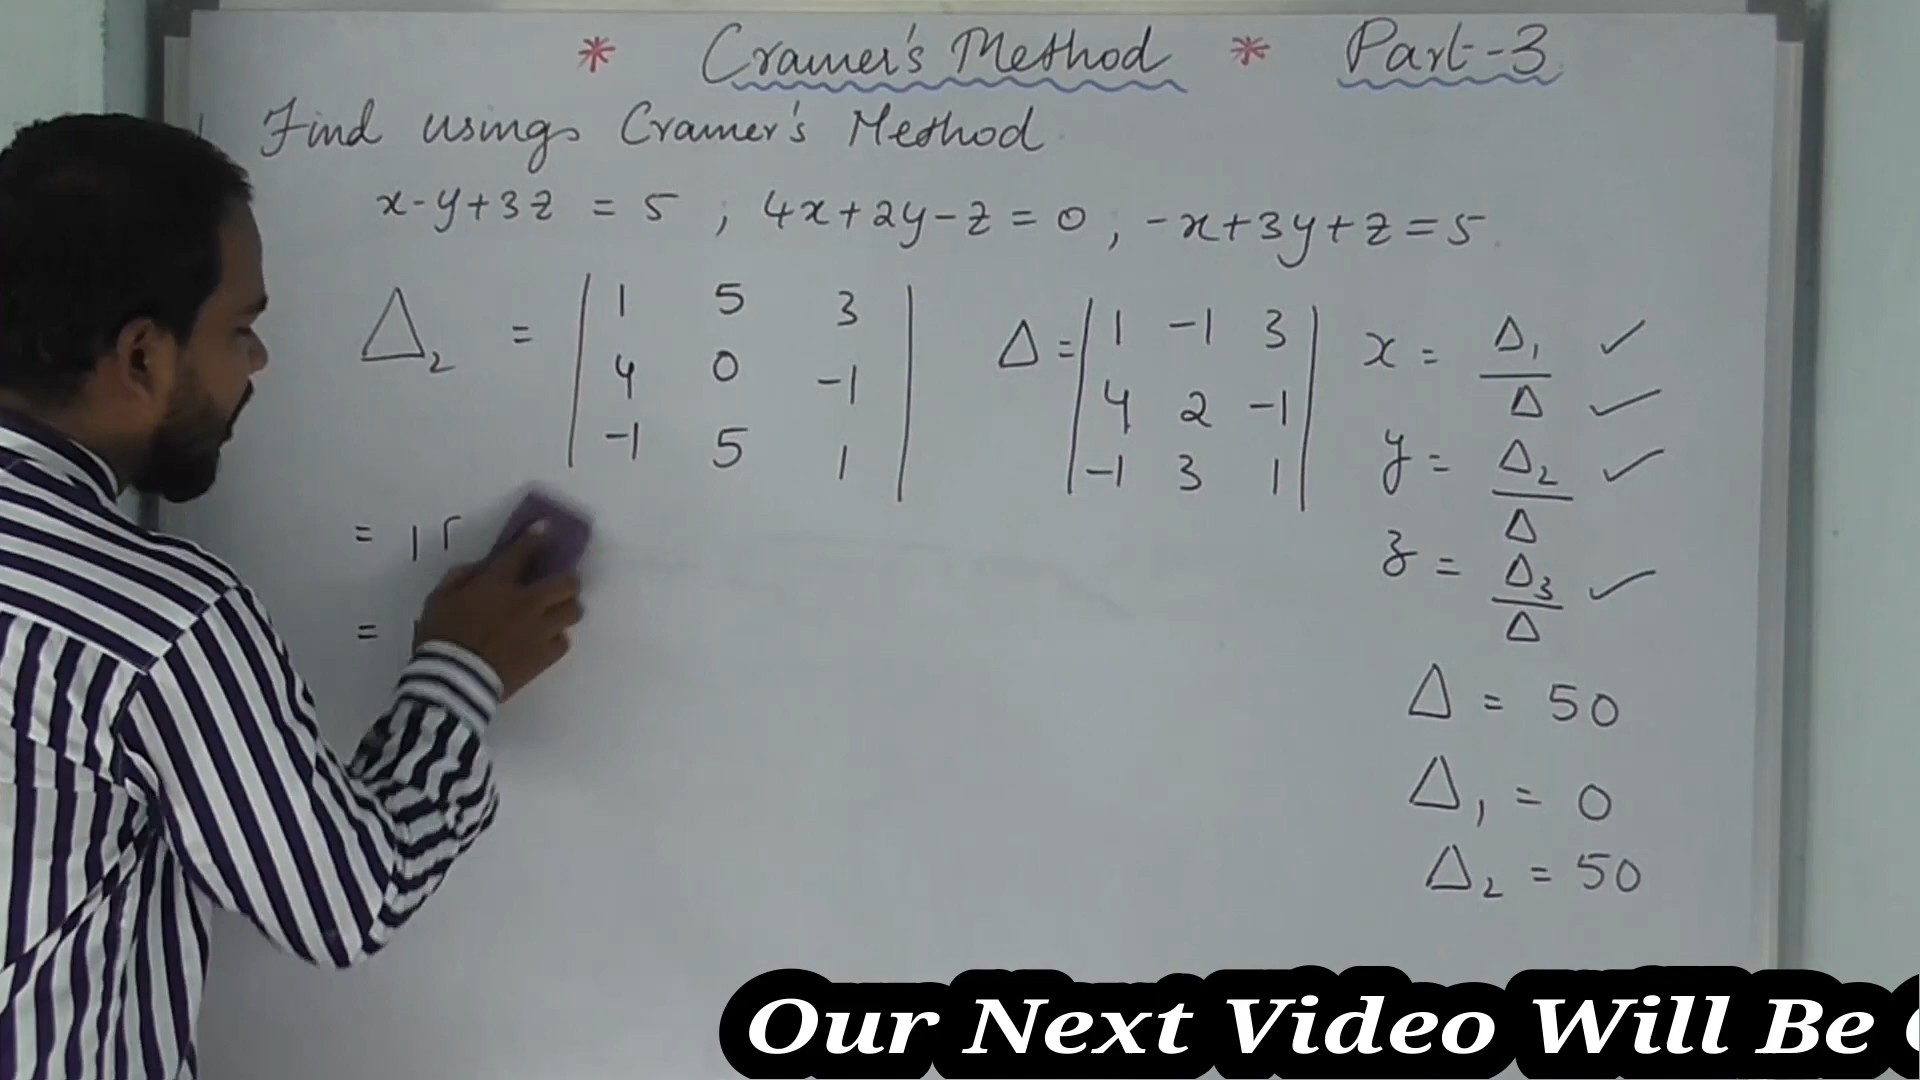 * Cramer's Method * Part-3
Find using Cramer's Method
x-y+3z = 5 , 4x+2y-z=0, -x+3y+z=5
Δ₂ = | 1 5 3 |
| 4 0 -1 |
| -1 5 1 |
Δ = | 1 -1 3 |
| 4 2 -1 |
| -1 3 1 |
= 1
=
x = Δ₁/Δ ✓ ✓
y = Δ₂/Δ ✓
z = Δ₃/Δ ✓
Δ = 50
Δ₁ = 0
Δ₂ = 50
Our Next Video Will Be